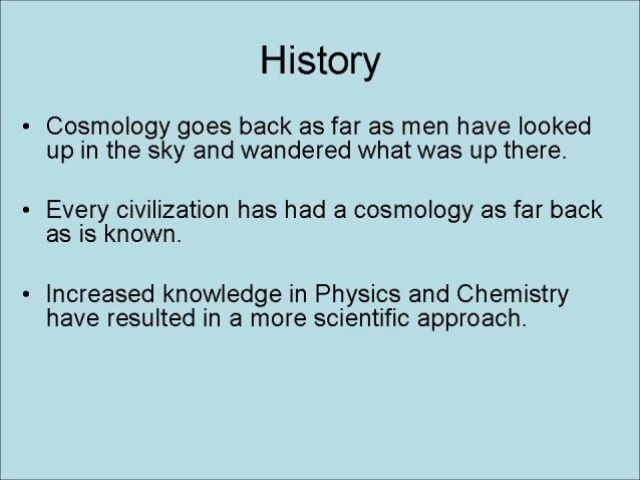 History
• Cosmology goes back as far as men have looked
up in the sky and wandered what was up there.
• Every civilization has had a cosmology as far back
as is known.
• Increased knowledge in Physics and Chemistry
have resulted in a more scientific approach.